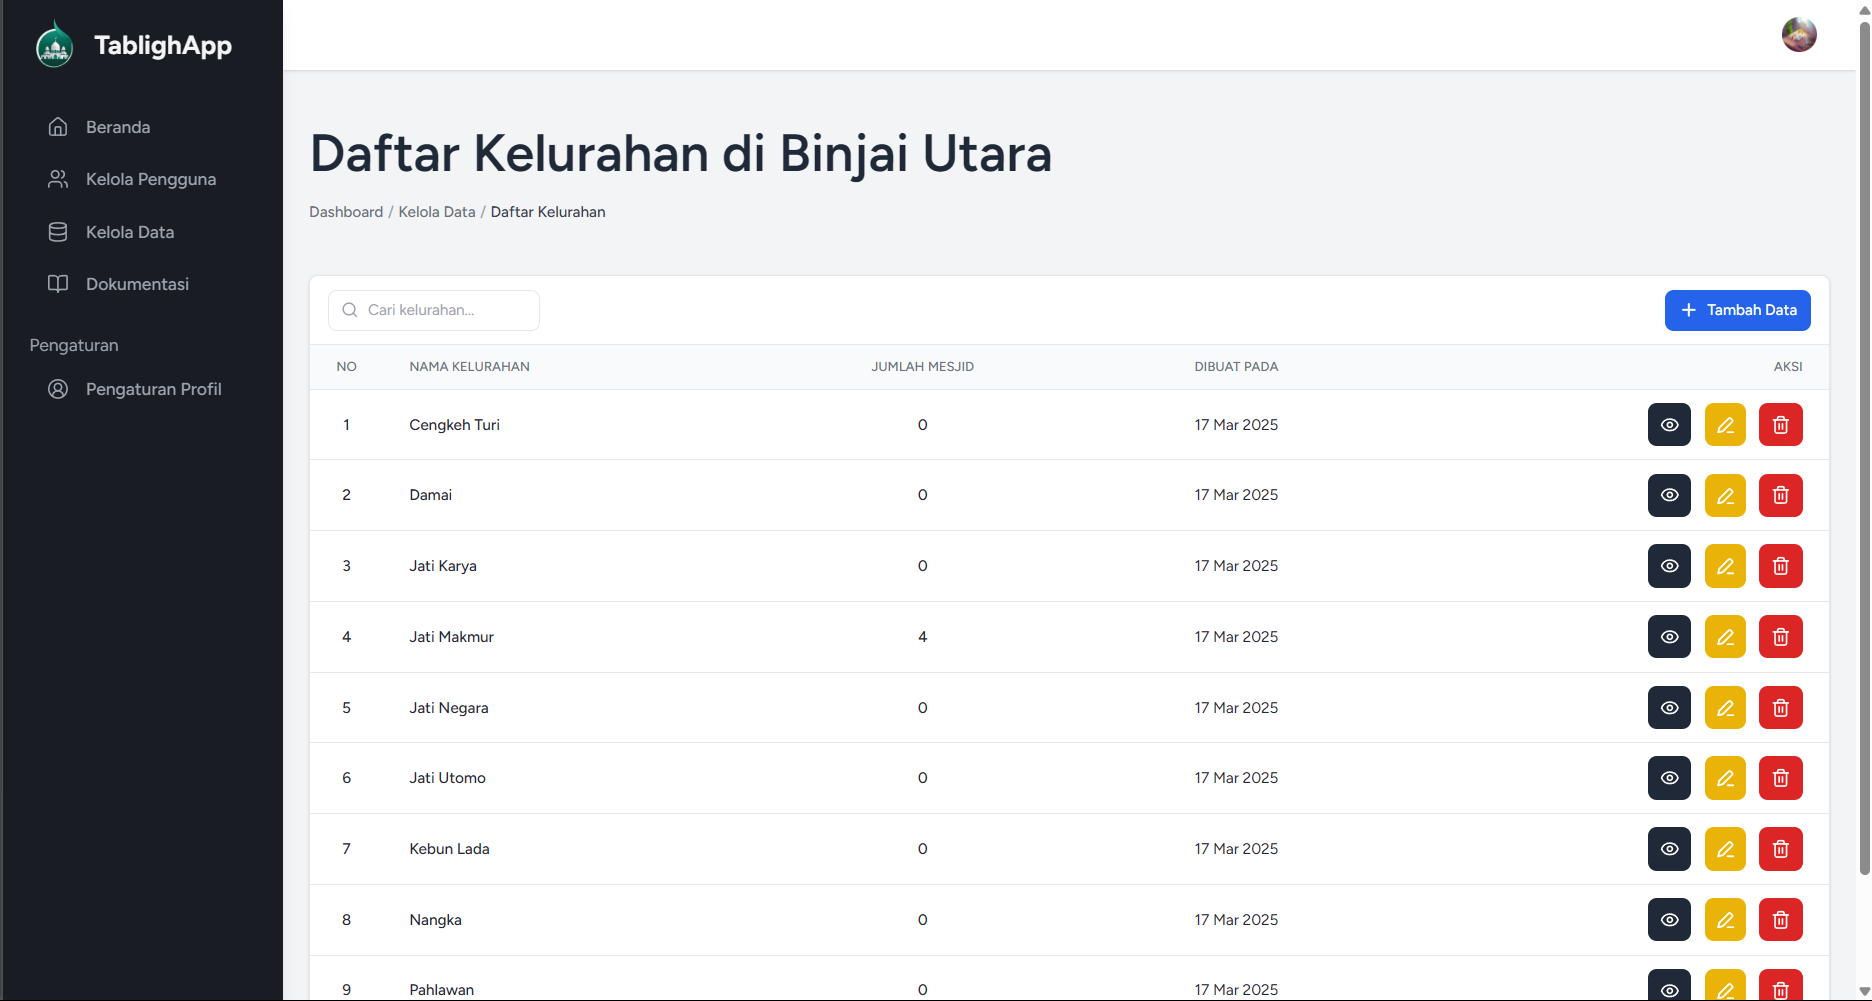 TablighApp
Beranda
Kelola Pengguna
Kelola Data
Dokumentasi
Pengaturan
Pengaturan Profil
Daftar Kelurahan di Binjai Utara
Dashboard / Kelola Data / Daftar Kelurahan
Cari kelurahan...
Tambah Data
NO NAMA KELURAHAN JUMLAH MESJID DIBUAT PADA AKSI
1 Cengkeh Turi 0 17 Mar 2025
2 Damai 0 17 Mar 2025
3 Jati Karya 0 17 Mar 2025
4 Jati Makmur 4 17 Mar 2025
5 Jati Negara 0 17 Mar 2025
6 Jati Utomo 0 17 Mar 2025
7 Kebun Lada 0 17 Mar 2025
8 Nangka 0 17 Mar 2025
9 Pahlawan 0 17 Mar 2025